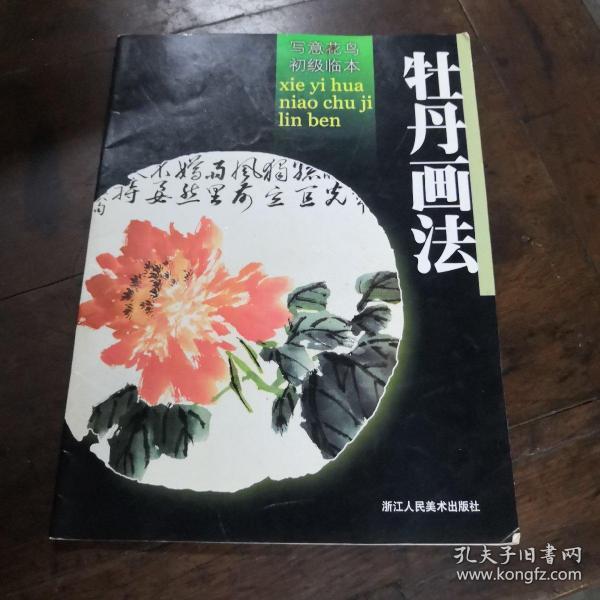 写意花鸟
初级临本
xie yi hua
niao chu ji
lin ben
牡丹画法
浙江人民美术出版社
孔夫子旧书网
www.kongfz.com